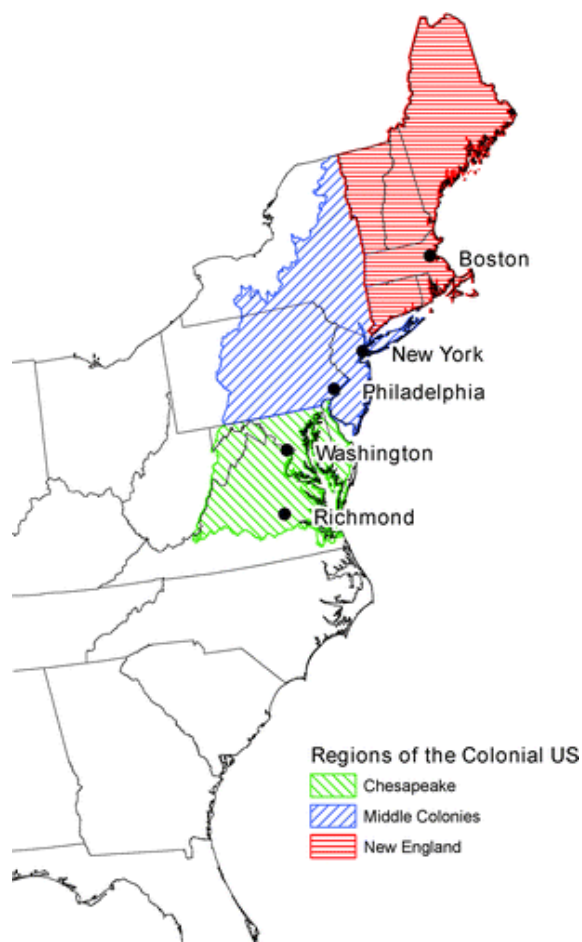 Boston
New York
Philadelphia
Washington
Richmond
Regions of the Colonial US
Chesapeake
Middle Colonies
New England